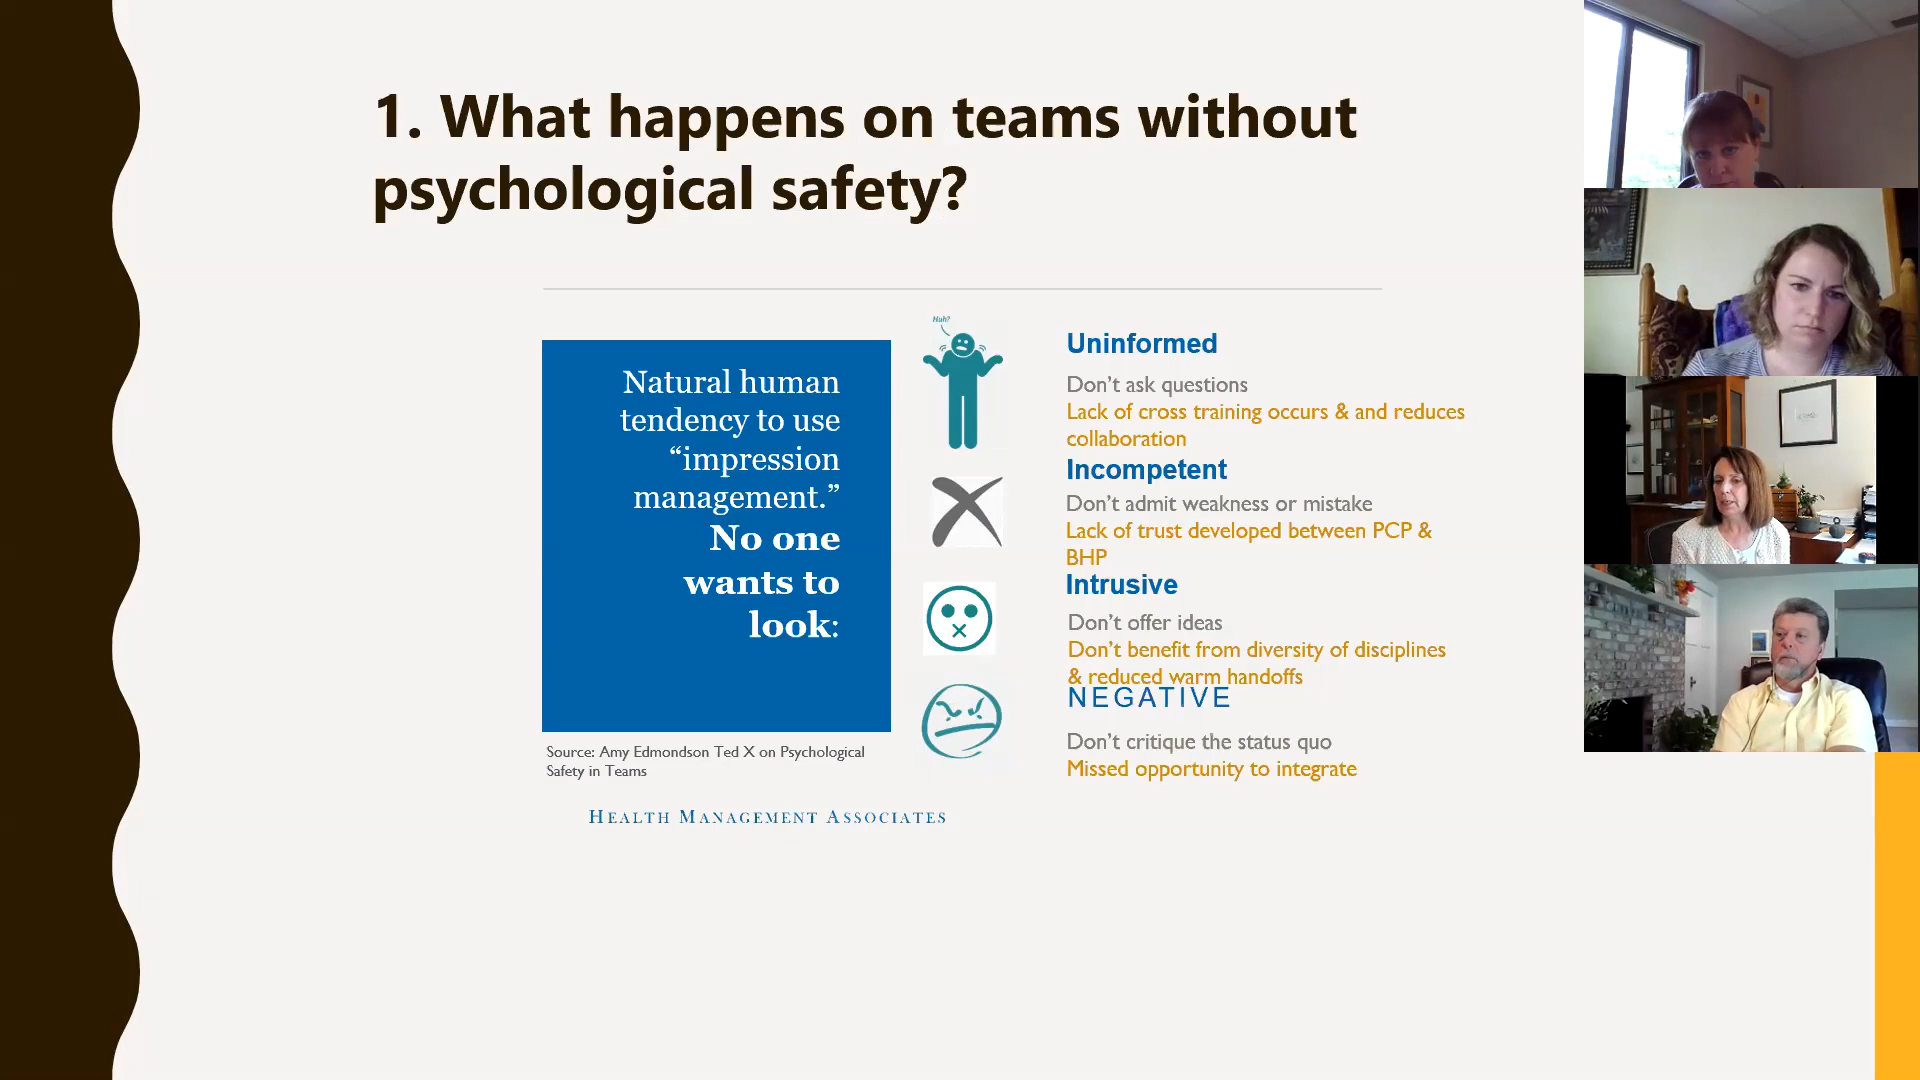 1. What happens on teams without
psychological safety?
Natural human
tendency to use
“impression
management.”
No one
wants to
look:
Source: Amy Edmondson Ted X on Psychological
Safety in Teams
HEALTH MANAGEMENT ASSOCIATES
Huh?
Uninformed
Don’t ask questions
Lack of cross training occurs & and reduces
collaboration
Incompetent
Don’t admit weakness or mistake
Lack of trust developed between PCP &
BHP
Intrusive
Don’t offer ideas
Don’t benefit from diversity of disciplines
& reduced warm handoffs
NEGATIVE
Don’t critique the status quo
Missed opportunity to integrate